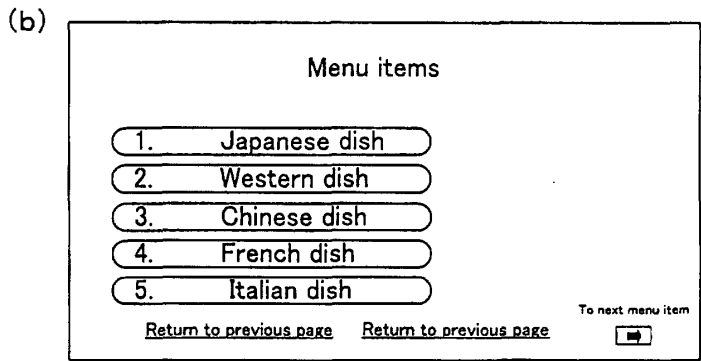 (b)
Menu items
1. Japanese dish
2. Western dish
3. Chinese dish
4. French dish
5. Italian dish
To next menu item
Return to previous page Return to previous page